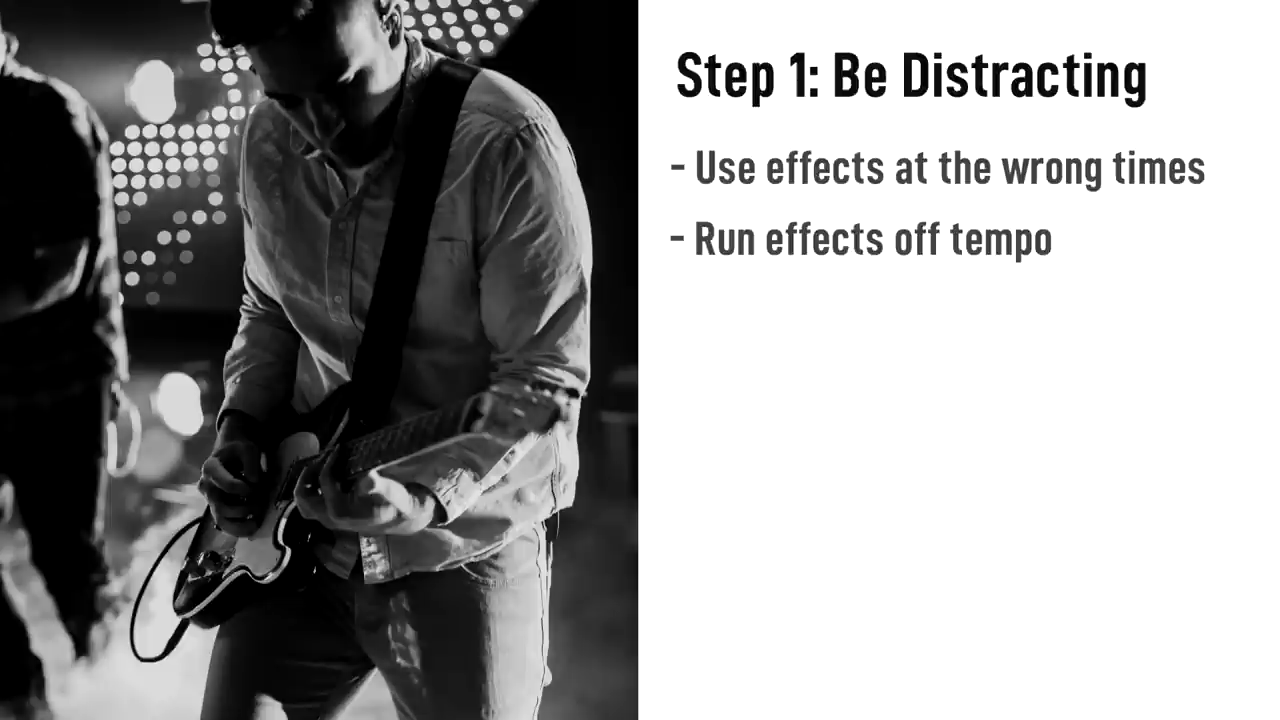 Step 1: Be Distracting
- Use effects at the wrong times
- Run effects off tempo